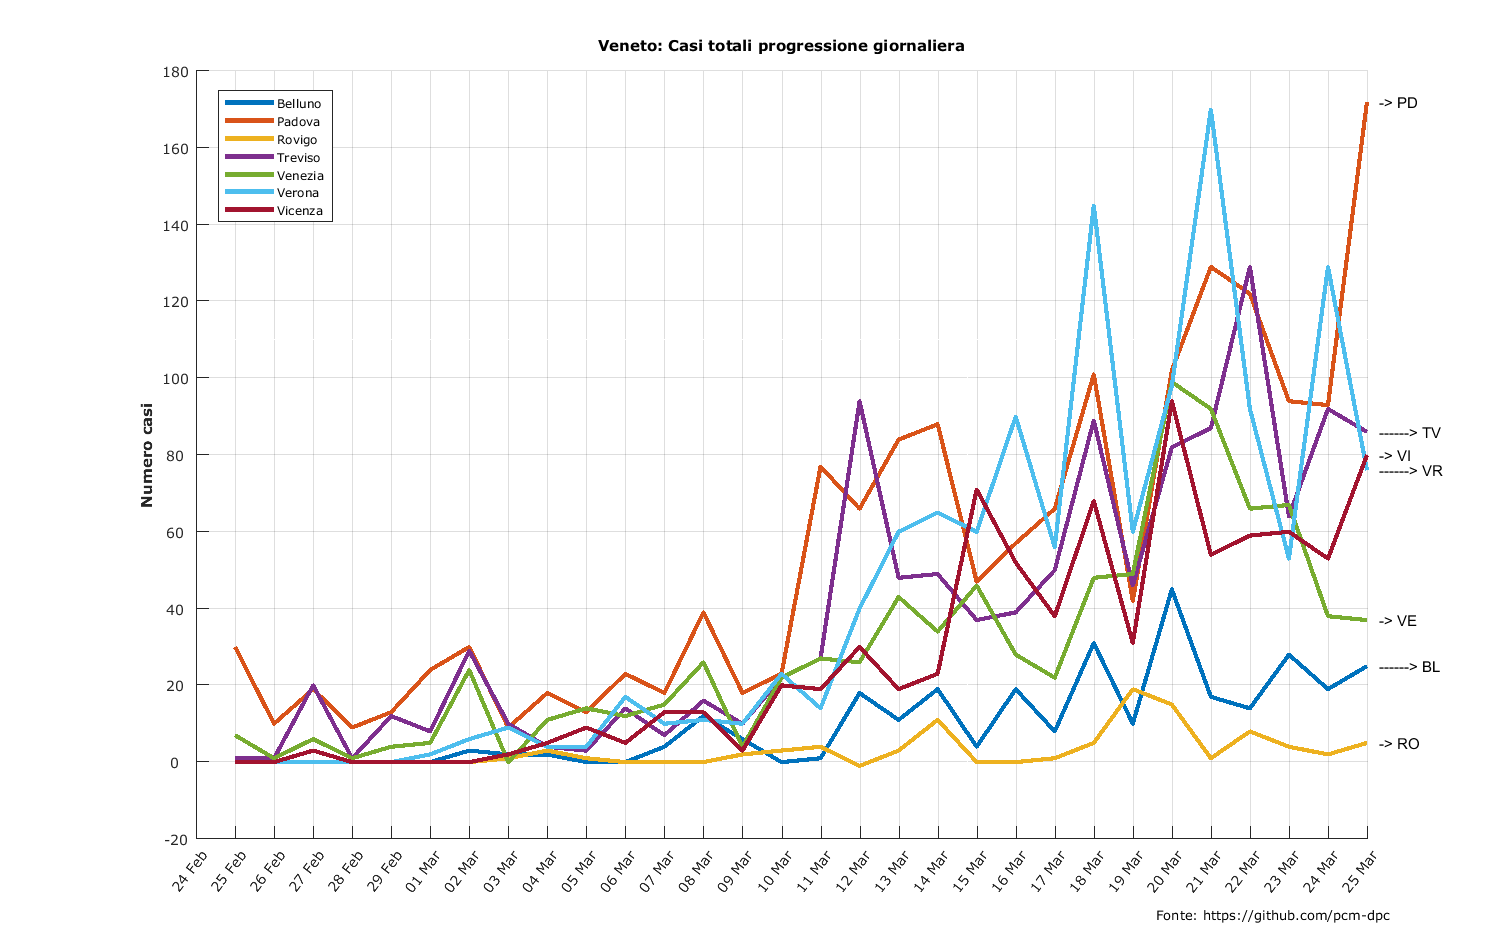 Veneto: Casi totali progressione giornaliera
180
160
140
120
100
80
60
40
20
0
-20
Numero casi
Belluno
Padova
Rovigo
Treviso
Venezia
Verona
Vicenza
-> PD
------> TV
-> VI
------> VR
-> VE
------> BL
-> RO
24 Feb
25 Feb
26 Feb
27 Feb
28 Feb
29 Feb
01 Mar
02 Mar
03 Mar
04 Mar
05 Mar
06 Mar
07 Mar
08 Mar
09 Mar
10 Mar
11 Mar
12 Mar
13 Mar
14 Mar
15 Mar
16 Mar
17 Mar
18 Mar
19 Mar
20 Mar
21 Mar
22 Mar
23 Mar
24 Mar
25 Mar
Fonte: https://github.com/pcm-dpc